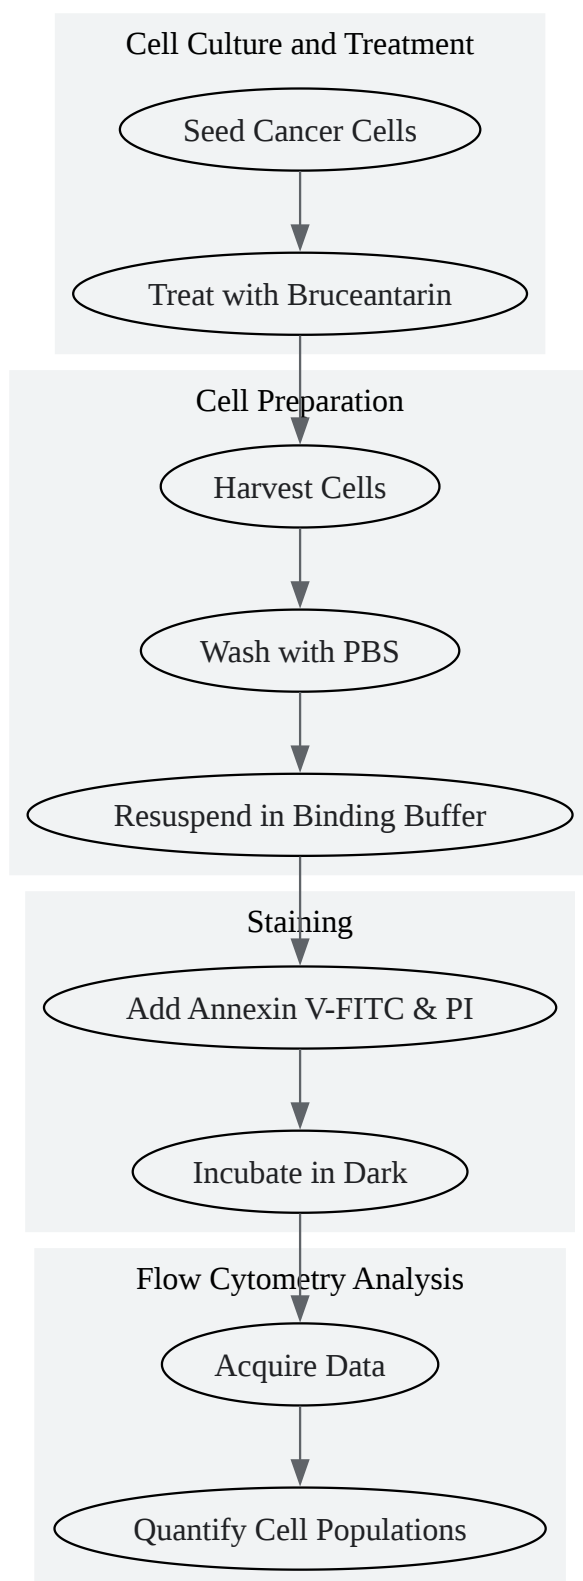 Cell Culture and Treatment
Seed Cancer Cells
Treat with Bruceantarin
Cell Preparation
Harvest Cells
Wash with PBS
Resuspend in Binding Buffer
Staining
Add Annexin V-FITC & PI
Incubate in Dark
Flow Cytometry Analysis
Acquire Data
Quantify Cell Populations